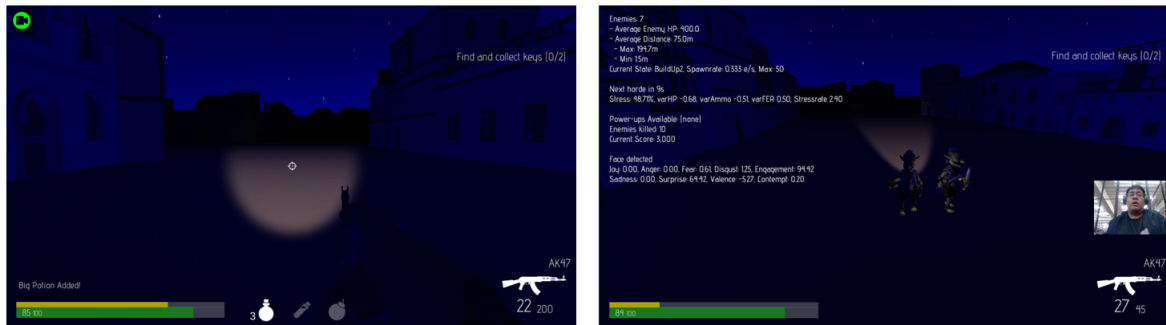 Find and collect keys (0/2)
Big Potion Added!
85 100
3
AK47
22 200
Enemies: 7
- Average Enemy HP: 400.0
- Average Distance: 75.0m
- Max: 194.7m
- Min: 1.5m
Current State: BuildUp2, Spawnrate: 0.333 e/s, Max: 50
Next horde in 9s
Stress: 48.71%, varHP -0.68, varAmmo -0.51, varFER 0.50, Stressrate 2.40
Power-ups Available: (none)
Enemies killed: 10
Current Score: 3,000
Face detected
Joy: 0.00, Anger: 0.00, Fear: 0.61, Disgust: 1.25, Engagement: 94.42
Sadness: 0.00, Surprise: 64.42, Valence: -5.27, Contempt: 0.20
Find and collect keys (0/2)
84 100
AK47
27 45